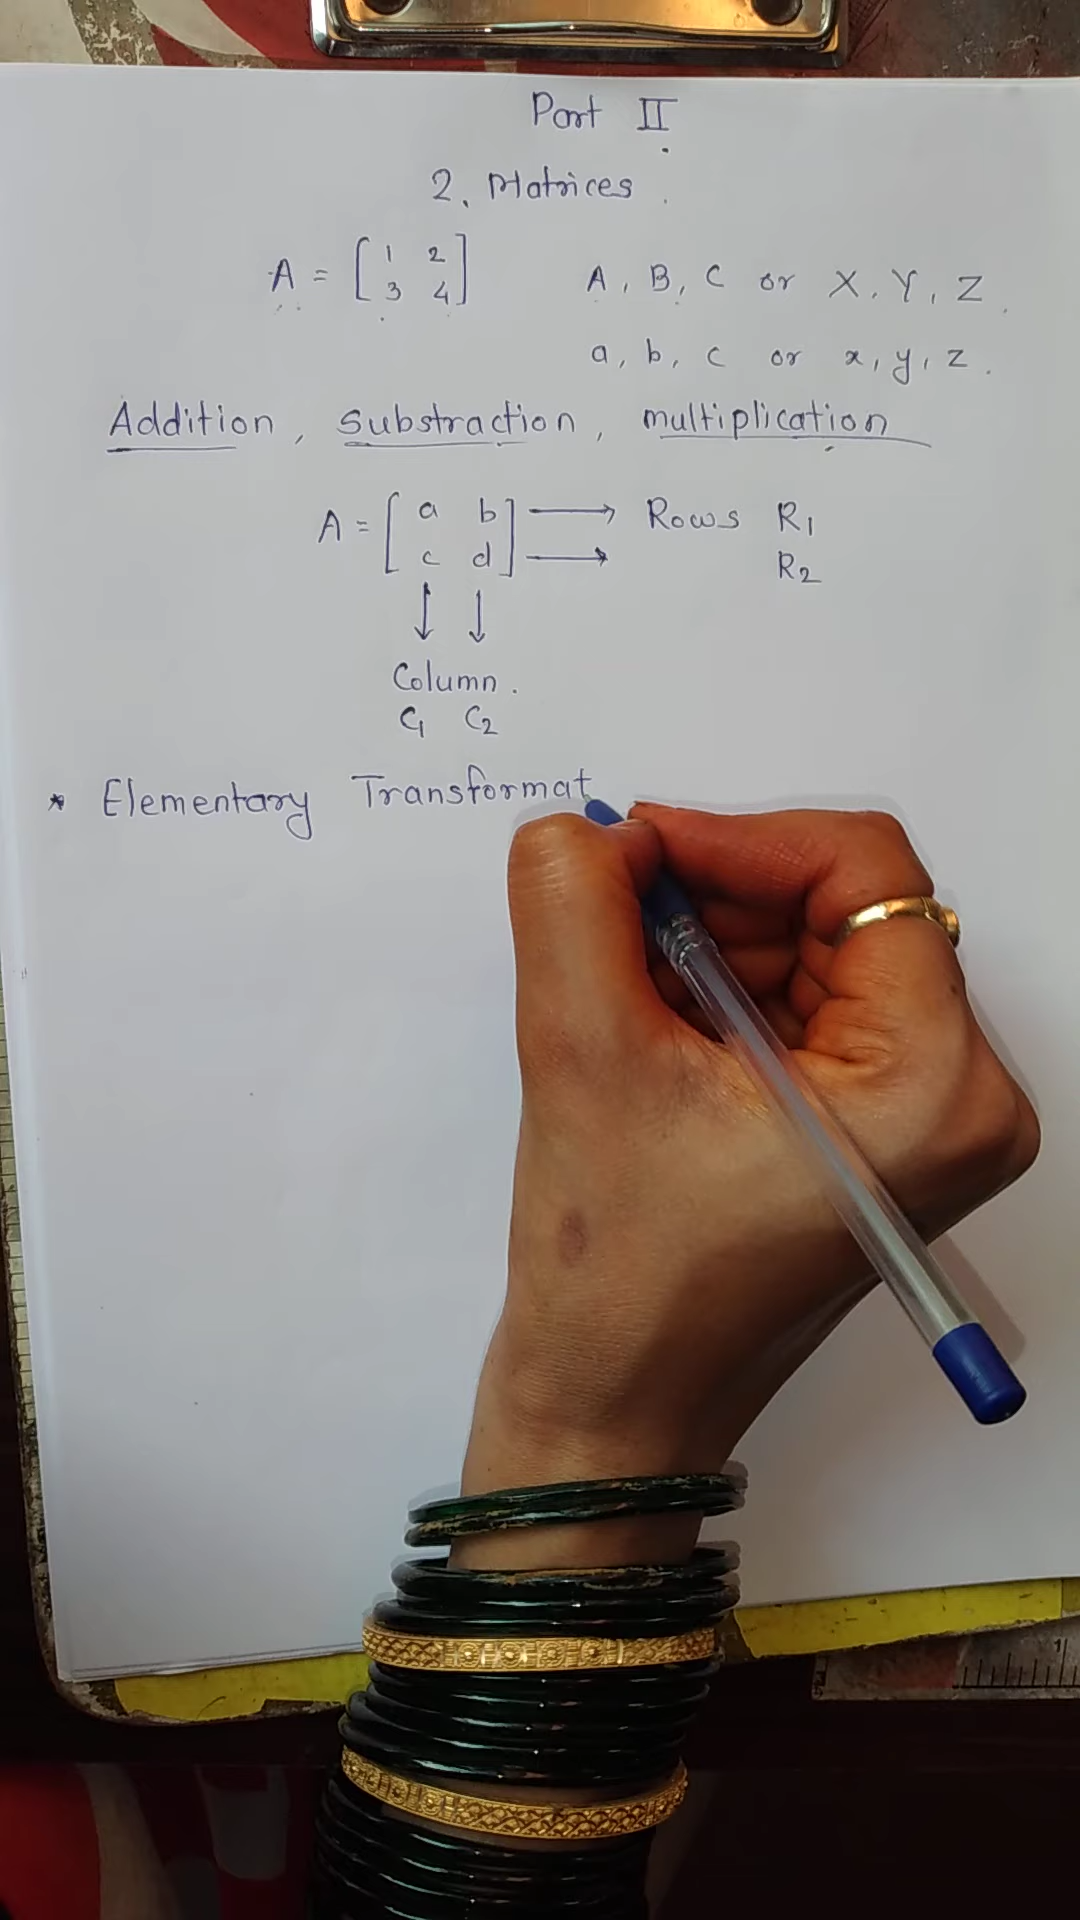 Part II
2. Matrices.
A = [ 1 2 A, B, C or X, Y, Z.
3 4 ]
a, b, c or x, y, z.
Addition, Substraction, multiplication
A = [ a b → Rows R1
c d ] → R2
↓ ↓
Column.
C1 C2
* Elementary Transformat
1